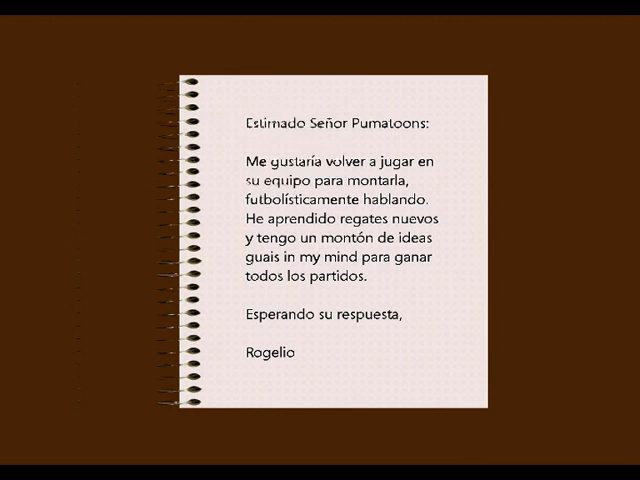 Estimado Señor Pumatoons:
Me gustaría volver a jugar en
su equipo para montarla,
futbolísticamente hablando.
He aprendido regates nuevos
y tengo un montón de ideas
guais in my mind para ganar
todos los partidos.
Esperando su respuesta,
Rogelio